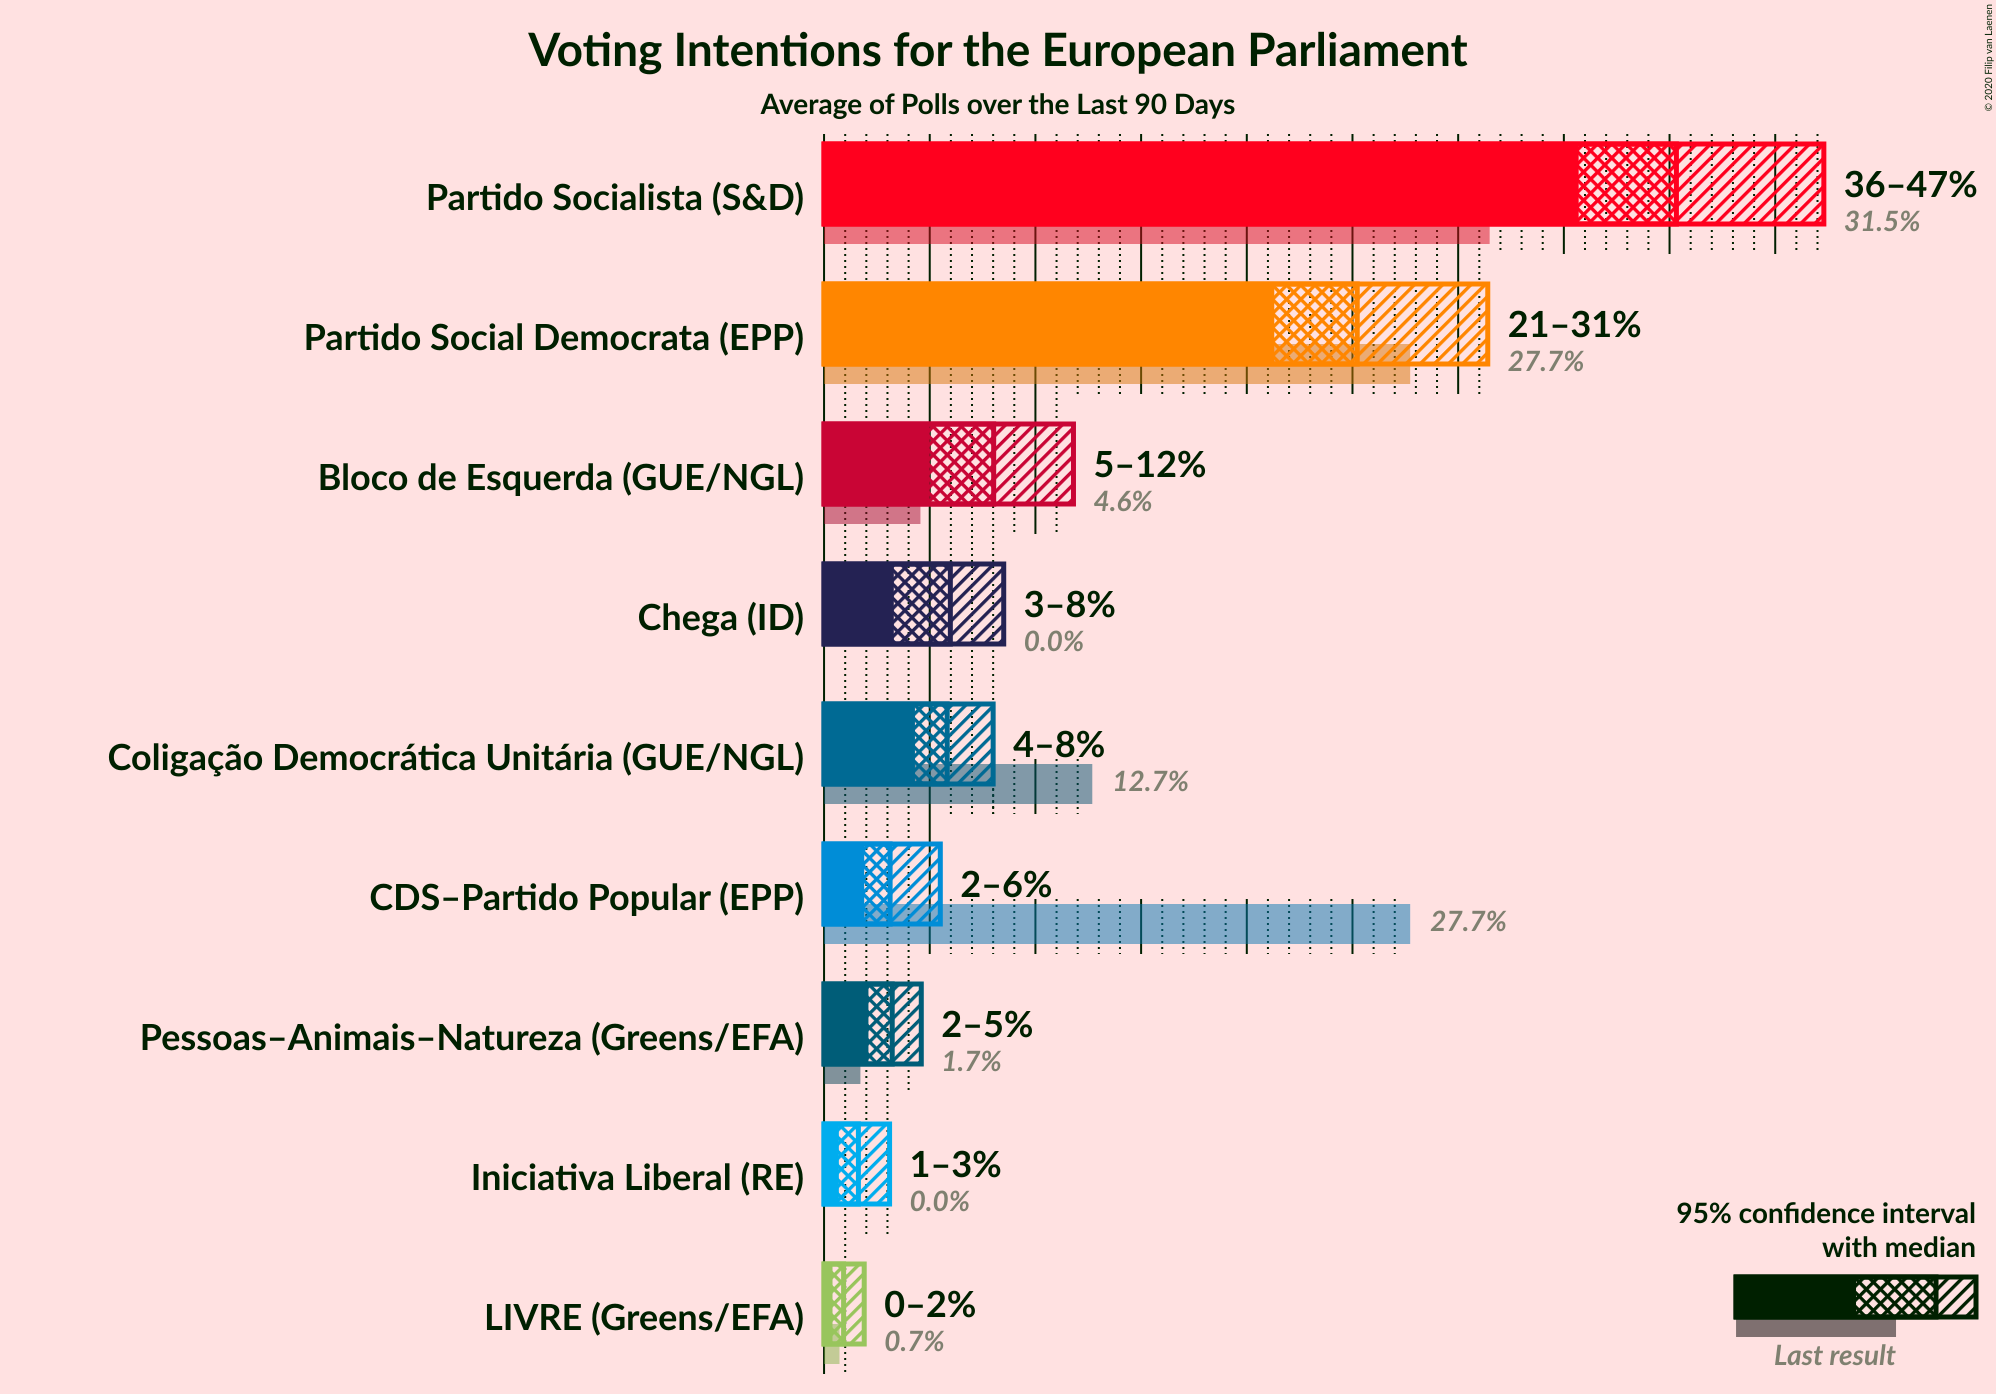 Voting Intentions for the European Parliament
Average of Polls over the Last 90 Days
© 2020 Filip van Laenen
Partido Socialista (S&D)
36–47%
31.5%
Partido Social Democrata (EPP)
21–31%
27.7%
Bloco de Esquerda (GUE/NGL)
5–12%
4.6%
Chega (ID)
3–8%
0.0%
Coligação Democrática Unitária (GUE/NGL)
4–8%
12.7%
CDS–Partido Popular (EPP)
2–6%
27.7%
Pessoas–Animais–Natureza (Greens/EFA)
2–5%
1.7%
Iniciativa Liberal (RE)
1–3%
0.0%
LIVRE (Greens/EFA)
0–2%
0.7%
95% confidence interval
with median
Last result